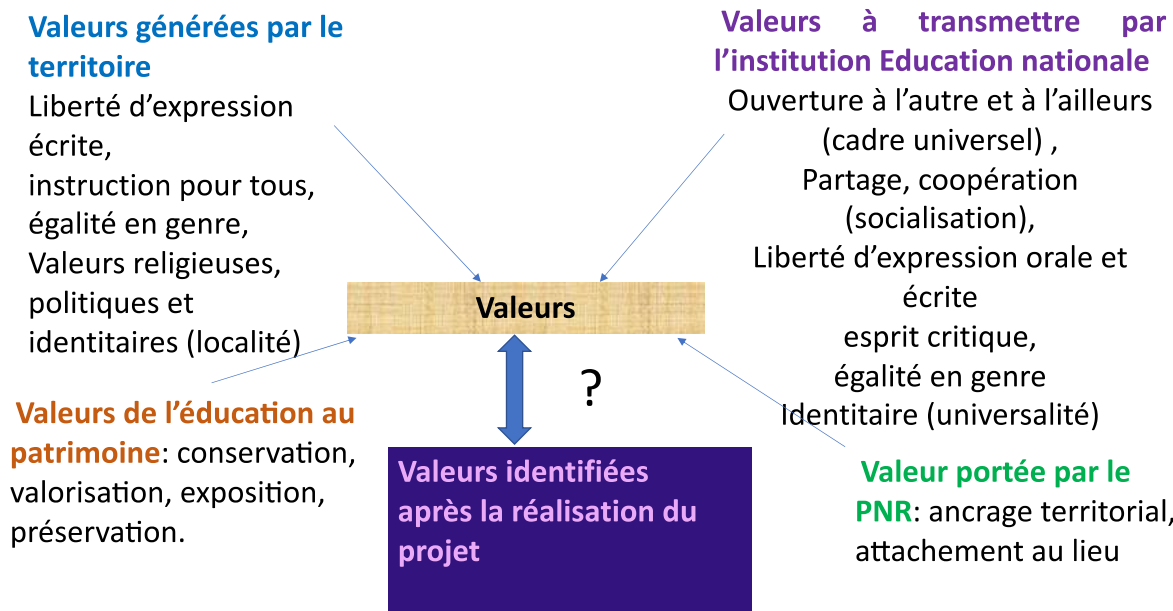 Valeurs générées par le
territoire
Liberté d’expression
écrite,
instruction pour tous,
égalité en genre,
Valeurs religieuses,
politiques et
identitaires (localité)
Valeurs à transmettre par
l’institution Education nationale
Ouverture à l’autre et à l’ailleurs
(cadre universel) ,
Partage, coopération
(socialisation),
Liberté d’expression orale et
écrite
esprit critique,
égalité en genre
Identitaire (universalité)
Valeurs
?
Valeurs de l’éducation au
patrimoine: conservation,
valorisation, exposition,
préservation.
Valeurs identifiées
après la réalisation du
projet
Valeur portée par le
PNR: ancrage territorial,
attachement au lieu